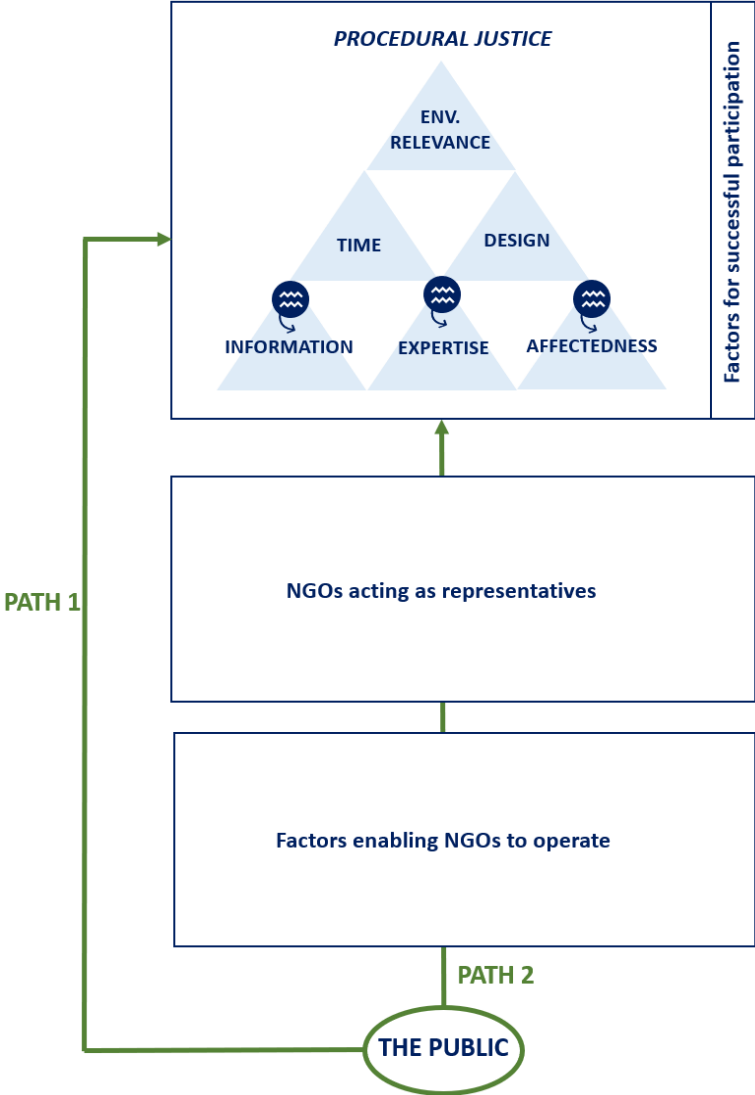 PROCEDURAL JUSTICE
ENV.
RELEVANCE
TIME
DESIGN
INFORMATION
EXPERTISE
AFFECTEDNESS
Factors for successful participation
NGOs acting as representatives
PATH 1
Factors enabling NGOs to operate
PATH 2
THE PUBLIC